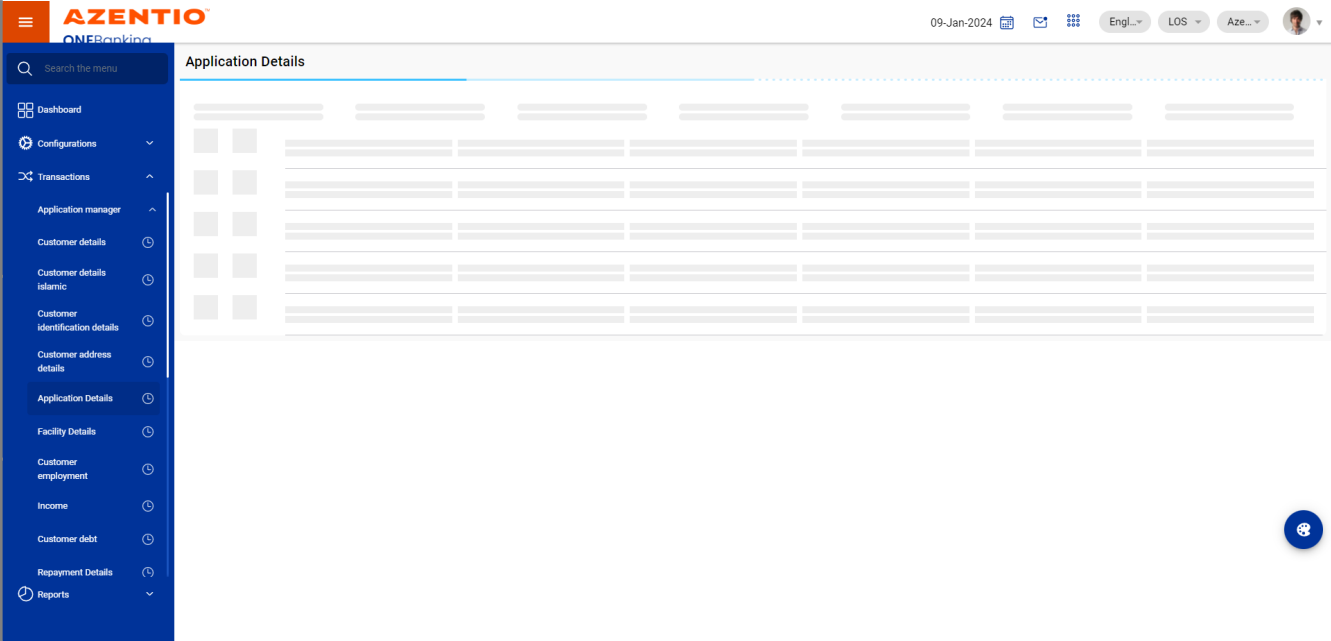 AZENTIO™
ONEBanking
09-Jan-2024
Engl...
LOS
Aze...
Search the menu
Application Details
Dashboard
Configurations
Transactions
Application manager
Customer details
Customer details
islamic
Customer
identification details
Customer address
details
Application Details
Facility Details
Customer
employment
Income
Customer debt
Repayment Details
Reports